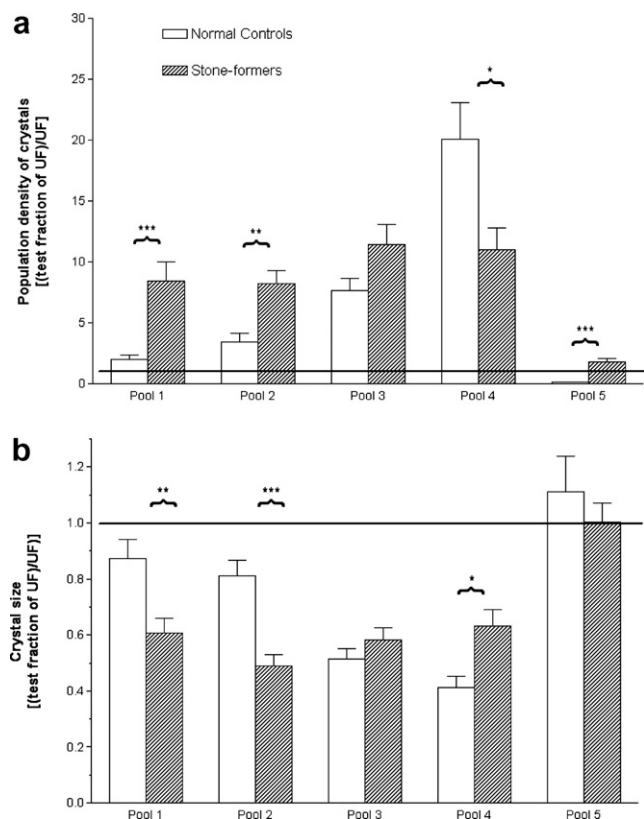 a
Normal Controls
Stone-formers
Population density of crystals
[(test fraction of UF)/UF]
30
25
20
15
10
5
0
***
**
*
***
Pool 1 Pool 2 Pool 3 Pool 4 Pool 5
b
Crystal size
[(test fraction of UF)/UF)]
1.2
1.0
0.8
0.6
0.4
0.2
0.0
**
***
*
Pool 1 Pool 2 Pool 3 Pool 4 Pool 5